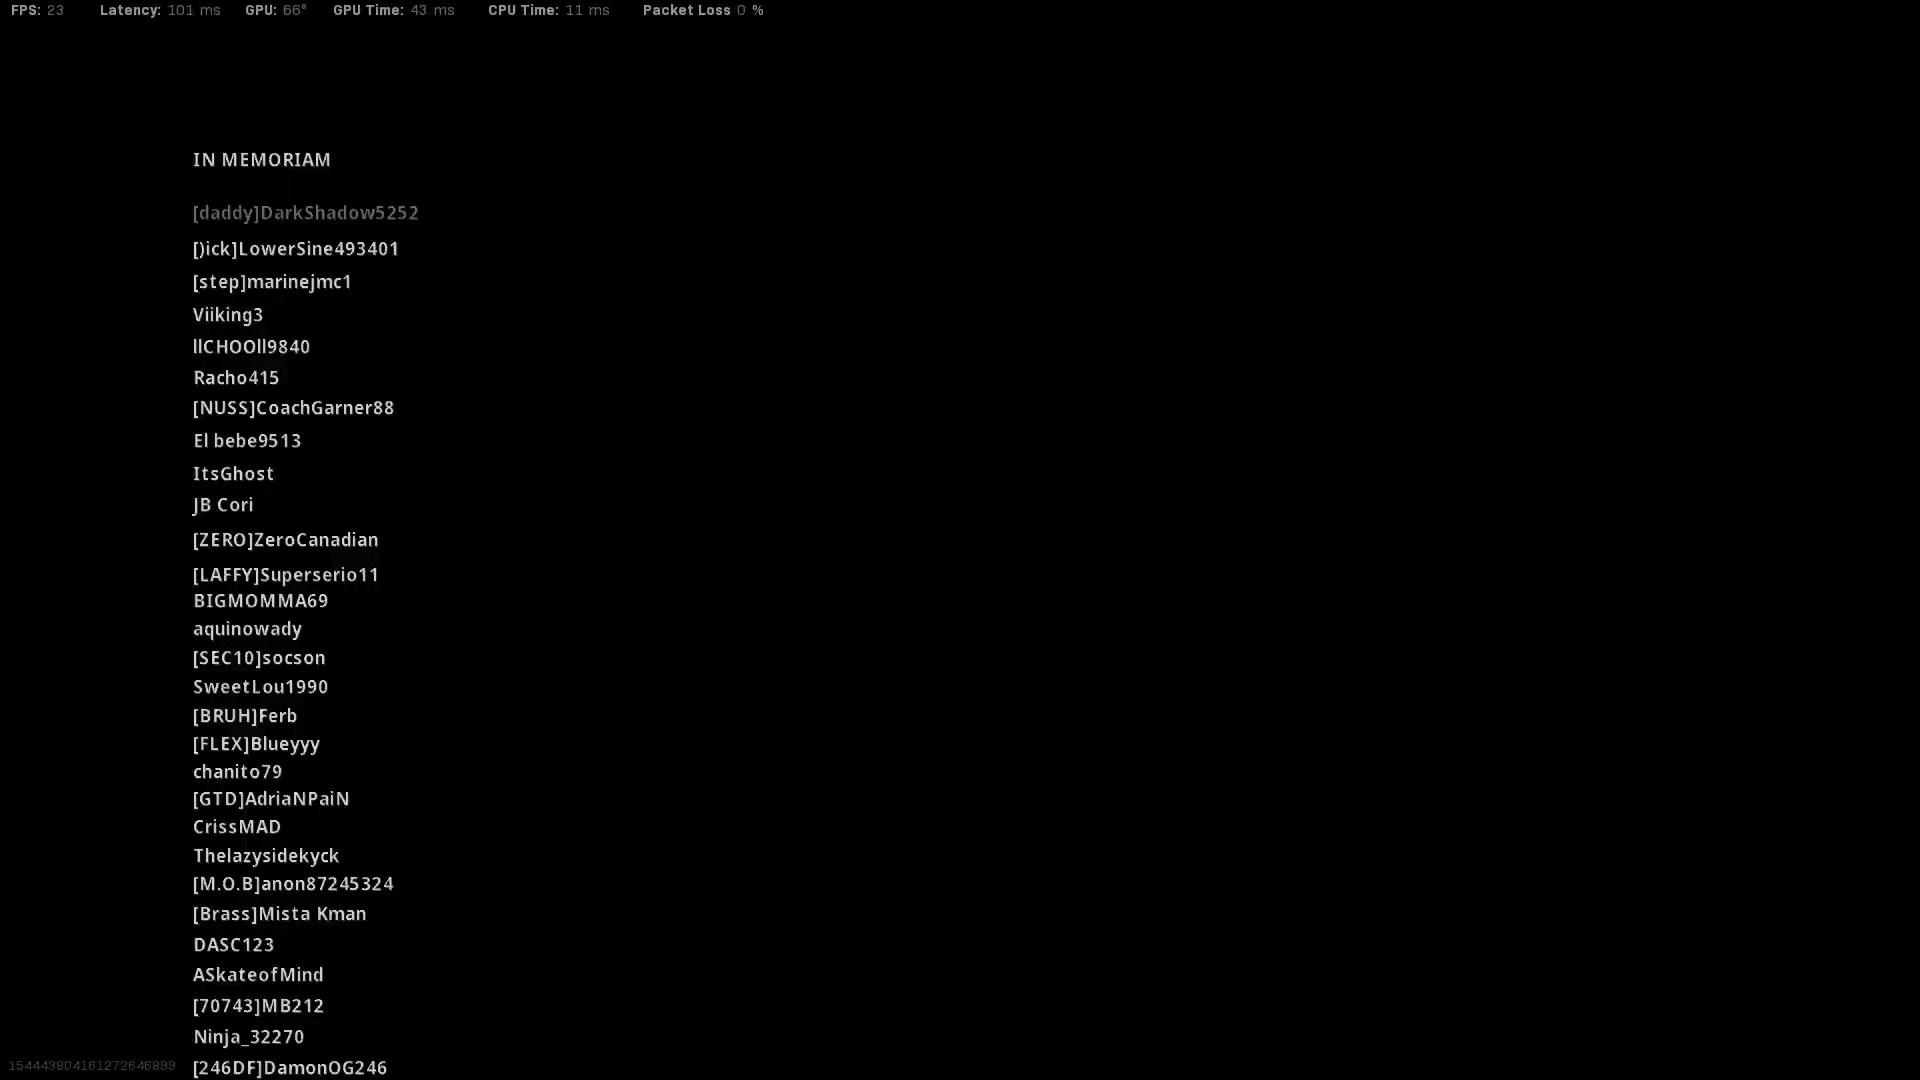 FPS: 23 Latency: 101 ms GPU: 66° GPU Time: 43 ms CPU Time: 11 ms Packet Loss 0 %
IN MEMORIAM
[daddy]DarkShadow5252
[)ick]LowerSine493401
[step]marinejmc1
Viiking3
llCHOOll9840
Racho415
[NUSS]CoachGarner88
El bebe9513
ItsGhost
JB Cori
[ZERO]ZeroCanadian
[LAFFY]Superserio11
BIGMOMMA69
aquinowady
[SEC10]socson
SweetLou1990
[BRUH]Ferb
[FLEX]Blueyyy
chanito79
[GTD]AdriaNPaiN
CrissMAD
Thelazysidekyck
[M.O.B]anon87245324
[Brass]Mista Kman
DASC123
ASkateofMind
[70743]MB212
Ninja_32270
[246DF]DamonOG246